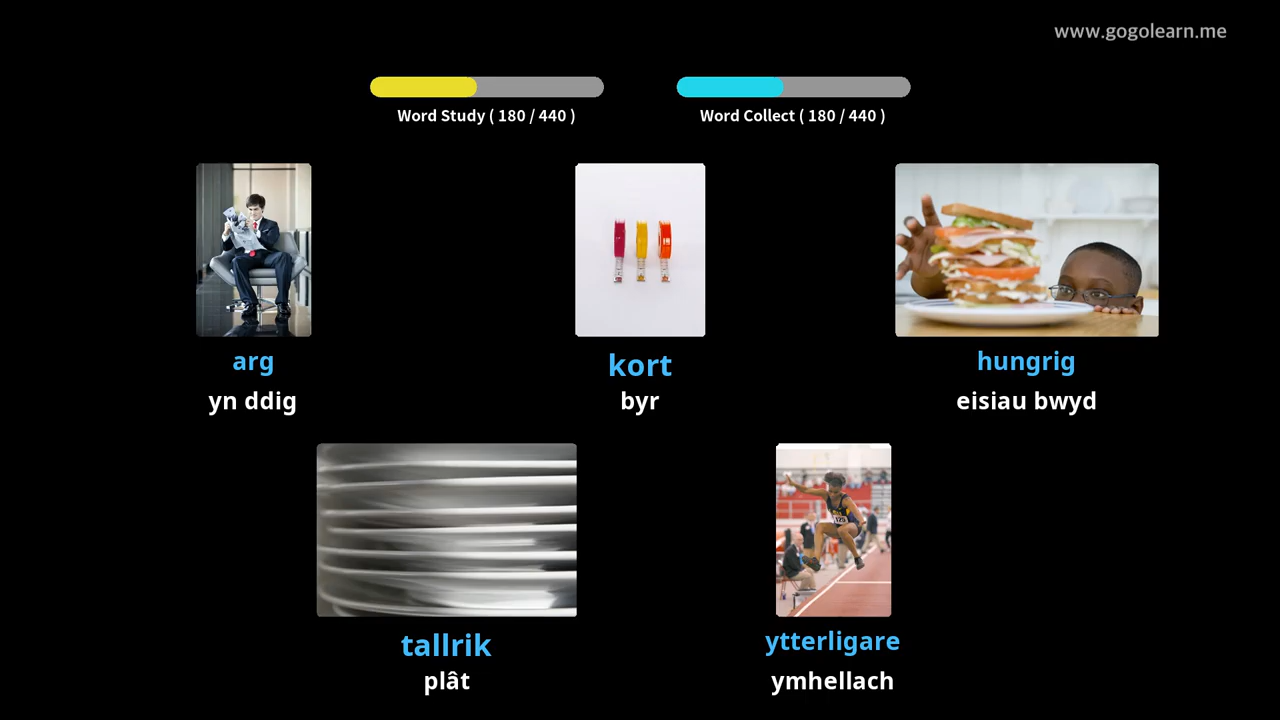 www.gogolearn.me
Word Study ( 180 / 440 )
Word Collect ( 180 / 440 )
arg
yn ddig
kort
byr
hungrig
eisiau bwyd
tallrik
plât
ytterligare
ymhellach